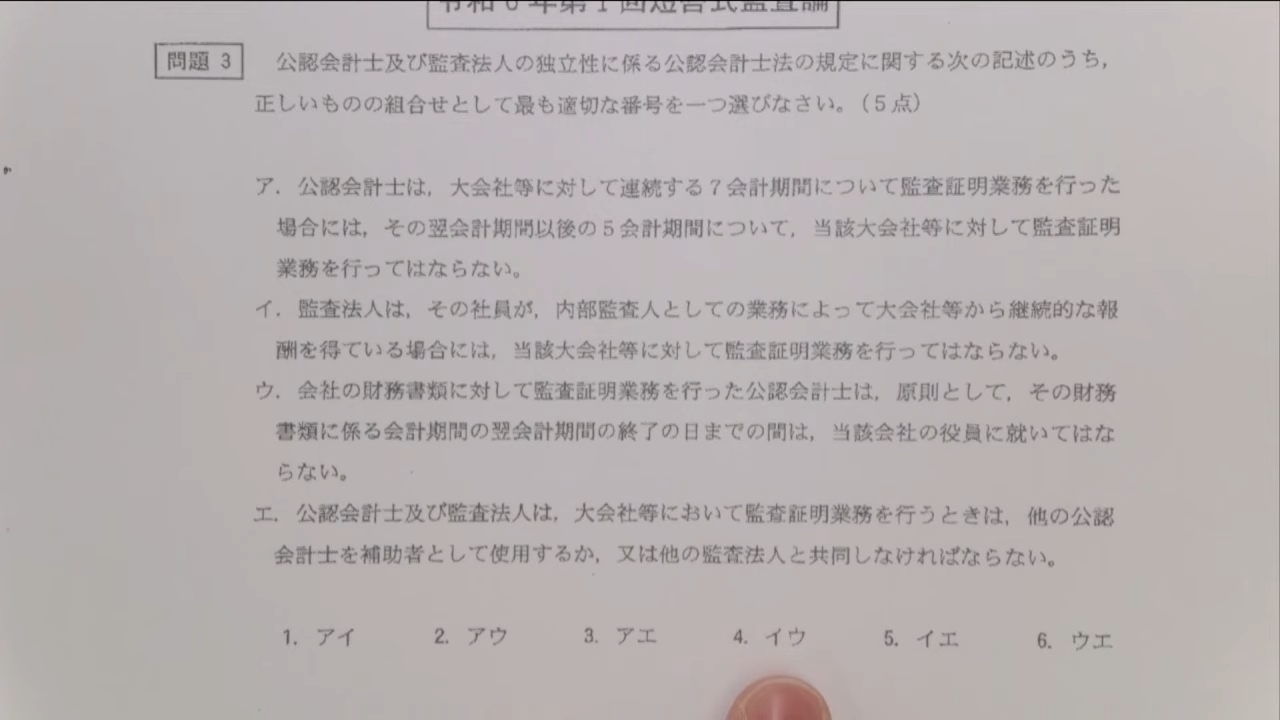 令和6年第1回短答式監査論
問題 3 公認会計士及び監査法人の独立性に係る公認会計士法の規定に関する次の記述のうち,
正しいものの組合せとして最も適切な番号を一つ選びなさい。(5点)
ア. 公認会計士は, 大会社等に対して連続する7会計期間について監査証明業務を行った
場合には, その翌会計期間以後の5会計期間について, 当該大会社等に対して監査証明
業務を行ってはならない。
イ. 監査法人は, その社員が, 内部監査人としての業務によって大会社等から継続的な報
酬を得ている場合には, 当該大会社等に対して監査証明業務を行ってはならない。
ウ. 会社の財務書類に対して監査証明業務を行った公認会計士は, 原則として, その財務
書類に係る会計期間の翌会計期間の終了の日までの間は, 当該会社の役員に就いてはな
らない。
エ. 公認会計士及び監査法人は, 大会社等において監査証明業務を行うときは, 他の公認
会計士を補助者として使用するか, 又は他の監査法人と共同しなければならない。
1. アイ 2. アウ 3. アエ 4. イウ 5. イエ 6. ウエ